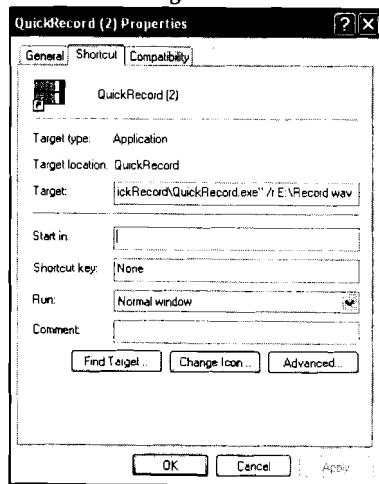 QuickRecord (2) Properties
General Shortcut Compatibility
QuickRecord (2)
Target type: Application
Target location. QuickRecord
Target: ickRecord\QuickRecord.exe" /r E:\Record wav
Start in
Shortcut key: None
Run: Normal window
Comment
Find Target .. Change Icon .. Advanced...
OK Cancel Apply